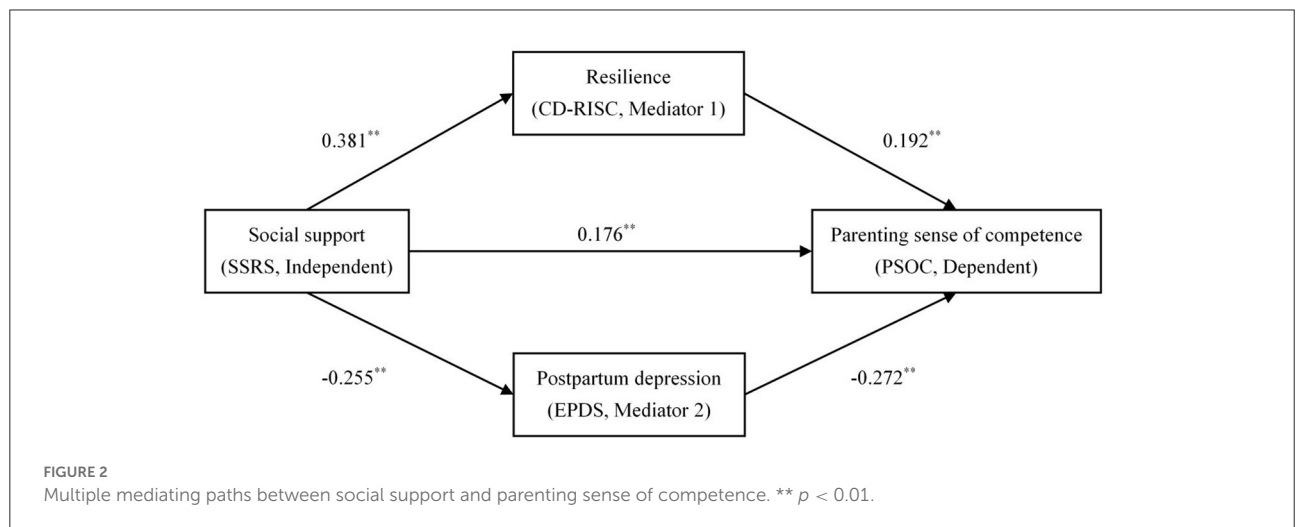 Resilience
(CD-RISC, Mediator 1)
0.381**
0.192**
Social support
(SSRS, Independent)
0.176**
Parenting sense of competence
(PSOC, Dependent)
-0.255**
-0.272**
Postpartum depression
(EPDS, Mediator 2)
FIGURE 2
Multiple mediating paths between social support and parenting sense of competence. ** p < 0.01.